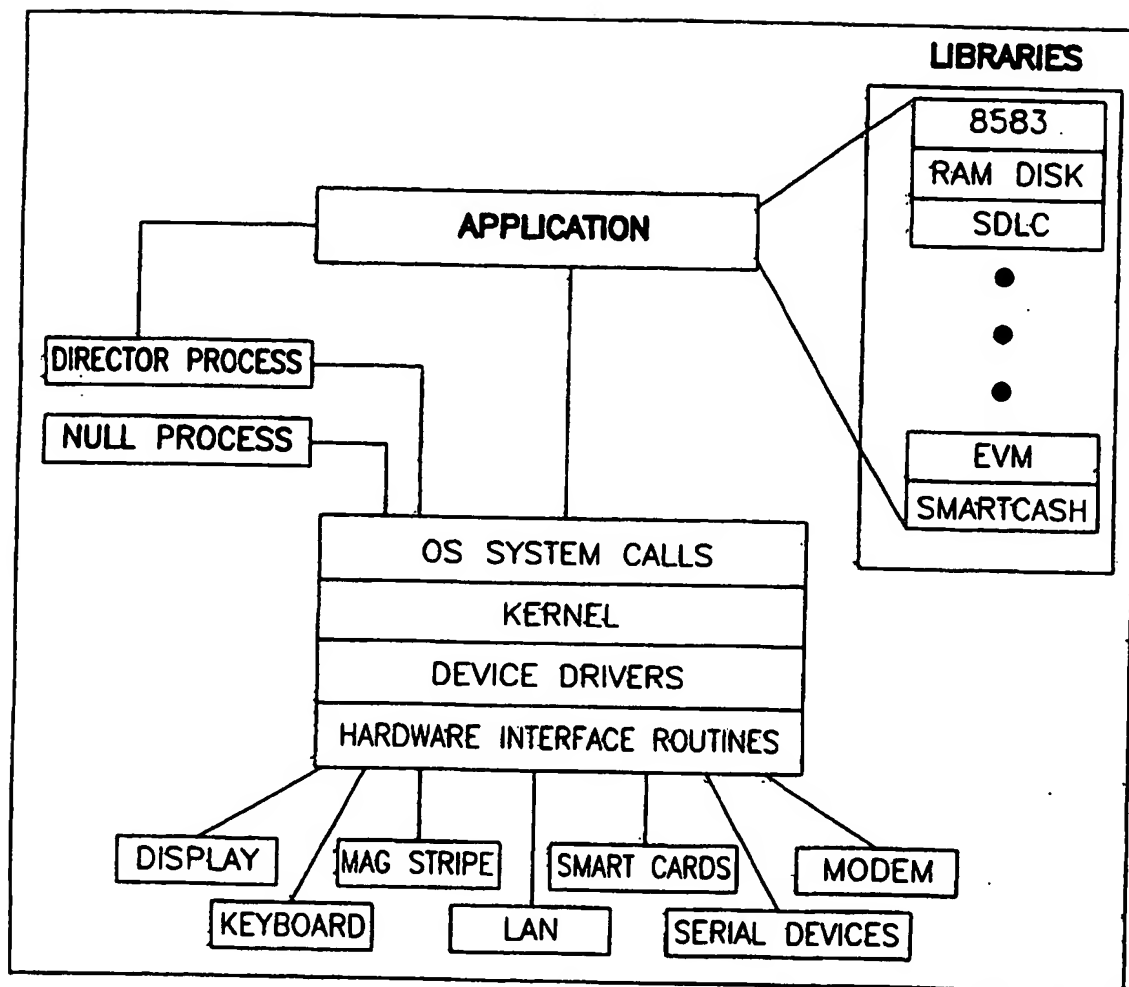 LIBRARIES
8583
RAM DISK
SDLC
EVM
SMARTCASH
APPLICATION
DIRECTOR PROCESS
NULL PROCESS
OS SYSTEM CALLS
KERNEL
DEVICE DRIVERS
HARDWARE INTERFACE ROUTINES
DISPLAY
MAG STRIPE
SMART CARDS
MODEM
KEYBOARD
LAN
SERIAL DEVICES